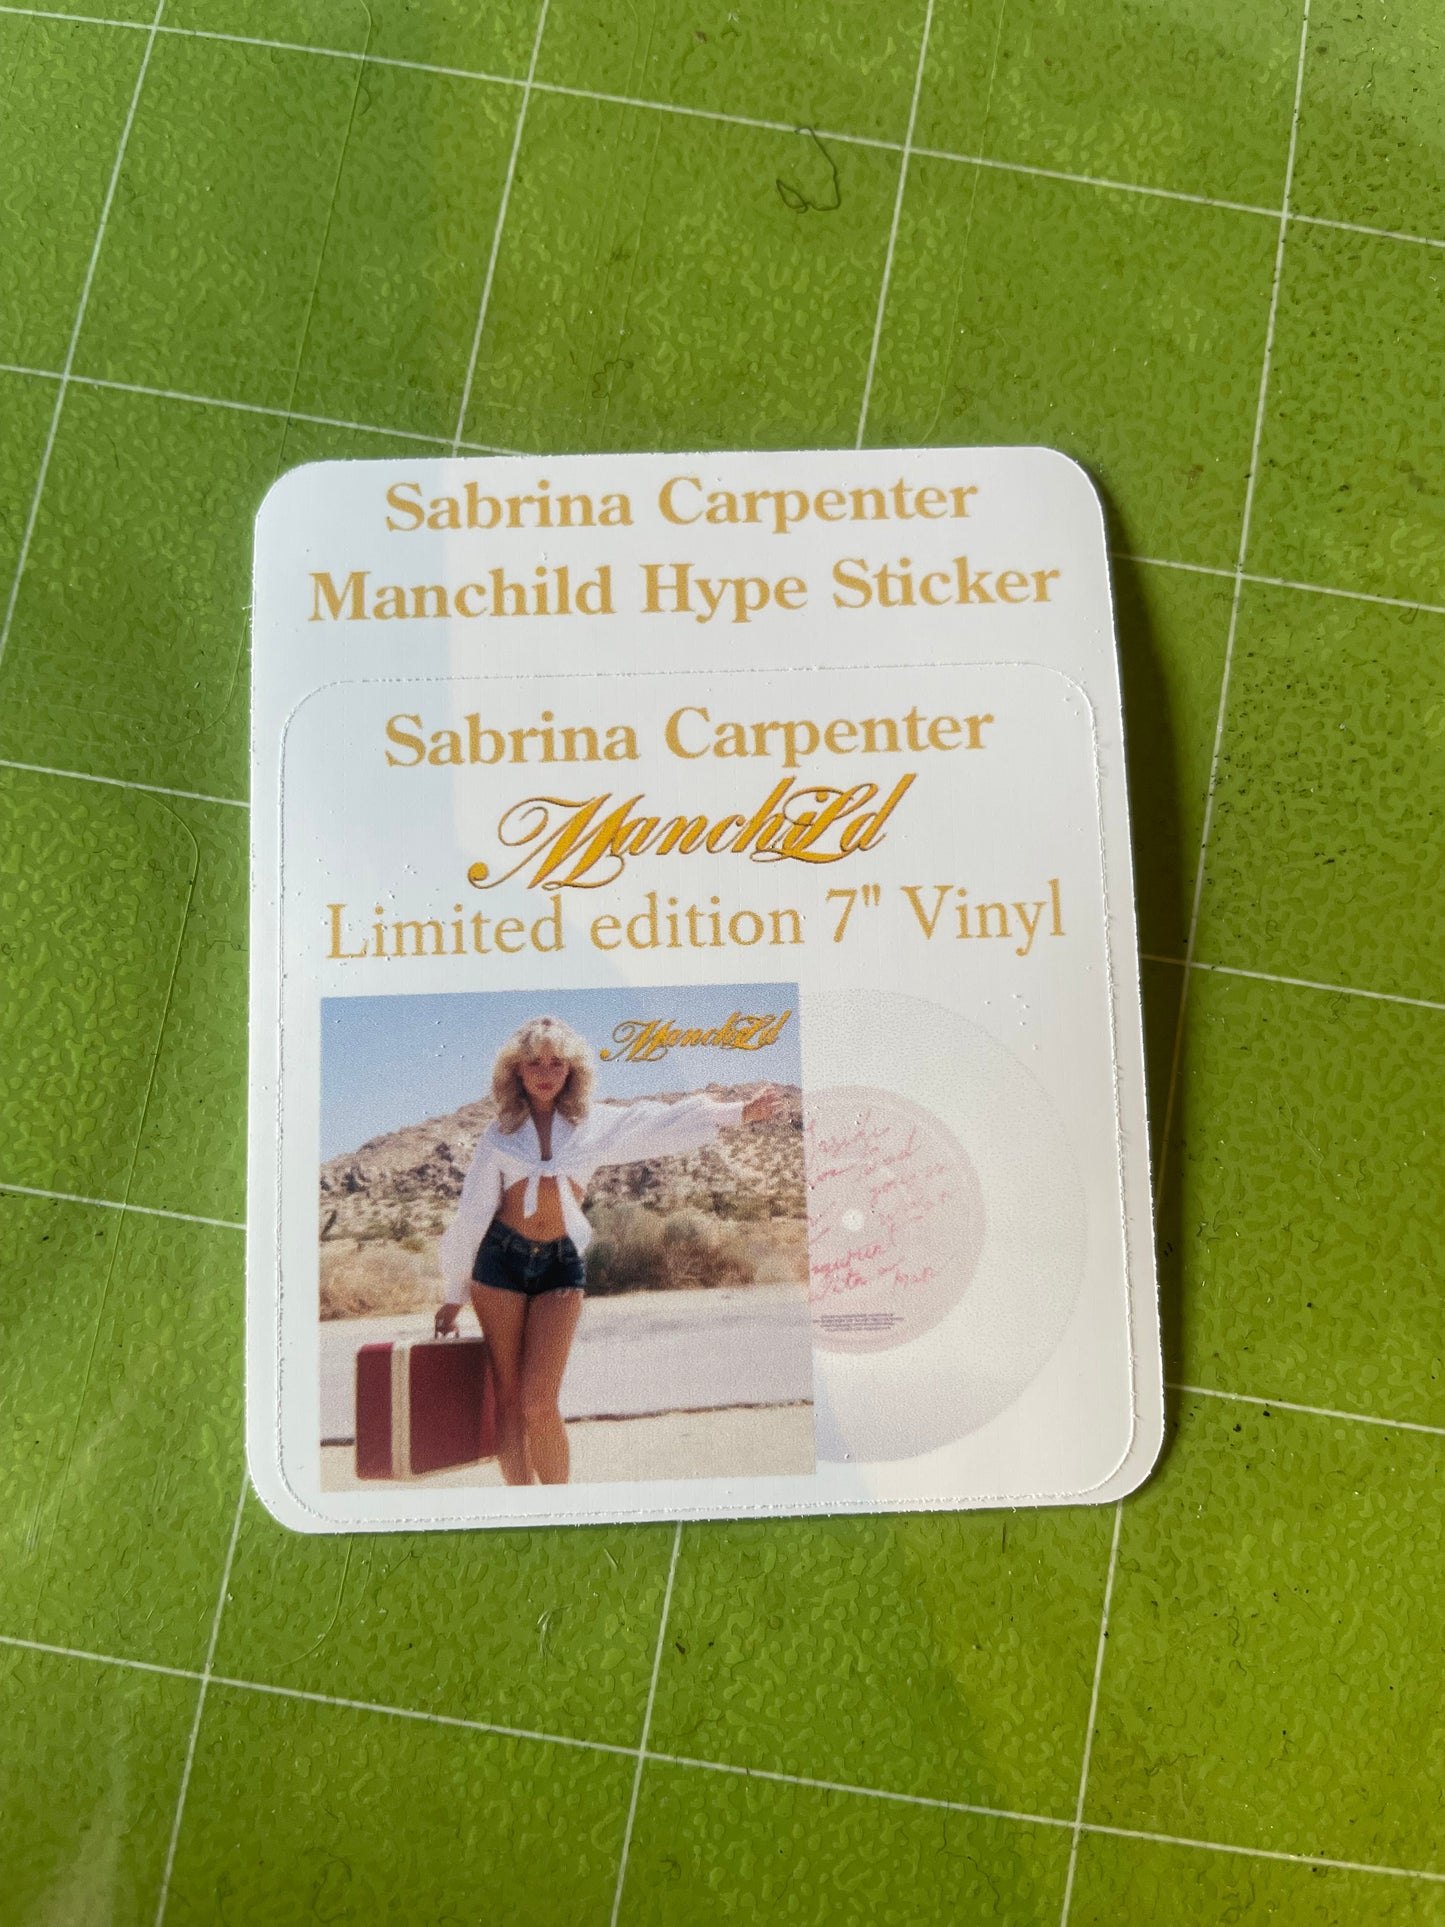 Sabrina Carpenter
Manchild Hype Sticker
Sabrina Carpenter
Manchild
Limited edition 7" Vinyl
Manchild